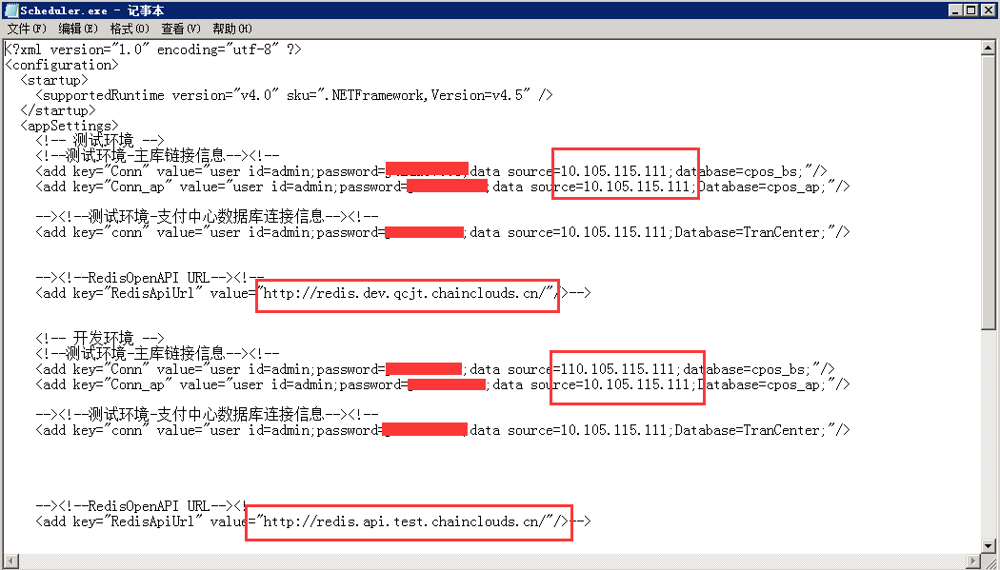 Scheduler.exe - 记事本
文件(F) 编辑(E) 格式(O) 查看(V) 帮助(H)
<?xml version="1.0" encoding="utf-8" ?>
<configuration>
<startup>
<supportedRuntime version="v4.0" sku=".NETFramework,Version=v4.5" />
</startup>
<appSettings>
<!-- 测试环境 -->
<!--测试环境-主库链接信息--><!--
<add key="Conn" value="user id=admin;password= ;data source=10.105.115.111;database=cpos_bs;"/>
<add key="Conn_ap" value="user id=admin;password= ;data source=10.105.115.111;Database=cpos_ap;"/>
--><!--测试环境-支付中心数据库连接信息--><!--
<add key="conn" value="user id=admin;password= ;data source=10.105.115.111;Database=TranCenter;"/>
--><!--RedisOpenAPI URL--><!--
<add key="RedisApiUrl" value="http://redis.dev.qcjt.chainclouds.cn/"/>-->
<!-- 开发环境 -->
<!--测试环境-主库链接信息--><!--
<add key="Conn" value="user id=admin;password= ;data source=110.105.115.111;database=cpos_bs;"/>
<add key="Conn_ap" value="user id=admin;password= ;data source=10.105.115.111;Database=cpos_ap;"/>
--><!--测试环境-支付中心数据库连接信息--><!--
<add key="conn" value="user id=admin;password= ;data source=10.105.115.111;Database=TranCenter;"/>
--><!--RedisOpenAPI URL--><!
<add key="RedisApiUrl" value="http://redis.api.test.chainclouds.cn/"/>-->